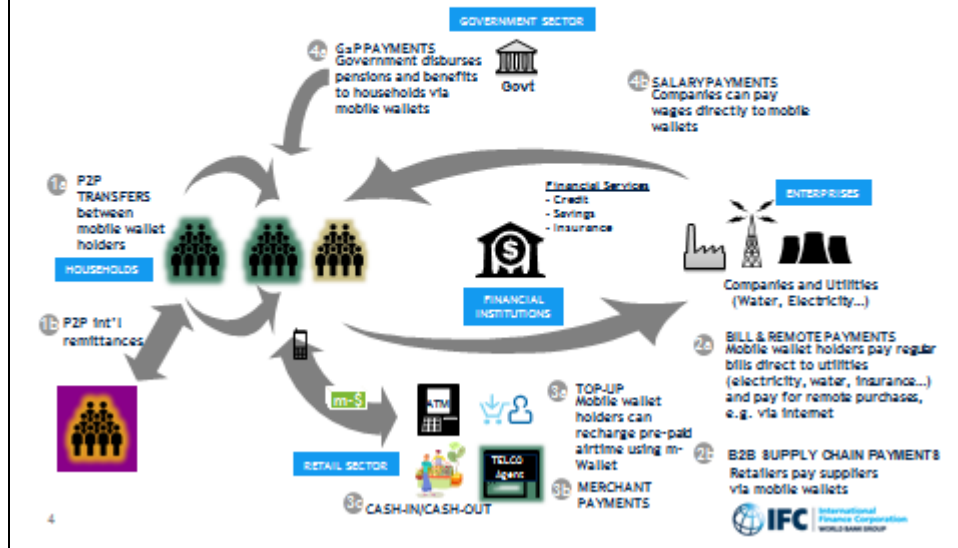 GOVERNMENT SECTOR
4a G2P PAYMENTS
Government disburses
pensions and benefits
to households via
mobile wallets
Govt
4b SALARY PAYMENTS
Companies can pay
wages directly to mobile
wallets
1a P2P
TRANSFERS
between
mobile wallet
holders
HOUSEHOLDS
Financial Services
- Credit
- Savings
- Insurance
FINANCIAL
INSTITUTIONS
ENTERPRISES
Companies and Utilities
(Water, Electricity...)
1b P2P int'l
remittances
2a BILL & REMOTE PAYMENTS
Mobile wallet holders pay regular
bills direct to utilities
(electricity, water, insurance...)
and pay for remote purchases,
e.g. via internet
2b B2B SUPPLY CHAIN PAYMENTS
Retailers pay suppliers
via mobile wallets
m-$
ATM
TELCO
Agent
RETAIL SECTOR
3a TOP-UP
Mobile wallet
holders can
recharge pre-paid
airtime using m-
Wallet
3b MERCHANT
PAYMENTS
3c CASH-IN/CASH-OUT
4
IFC International
Finance Corporation
WORLD BANK GROUP